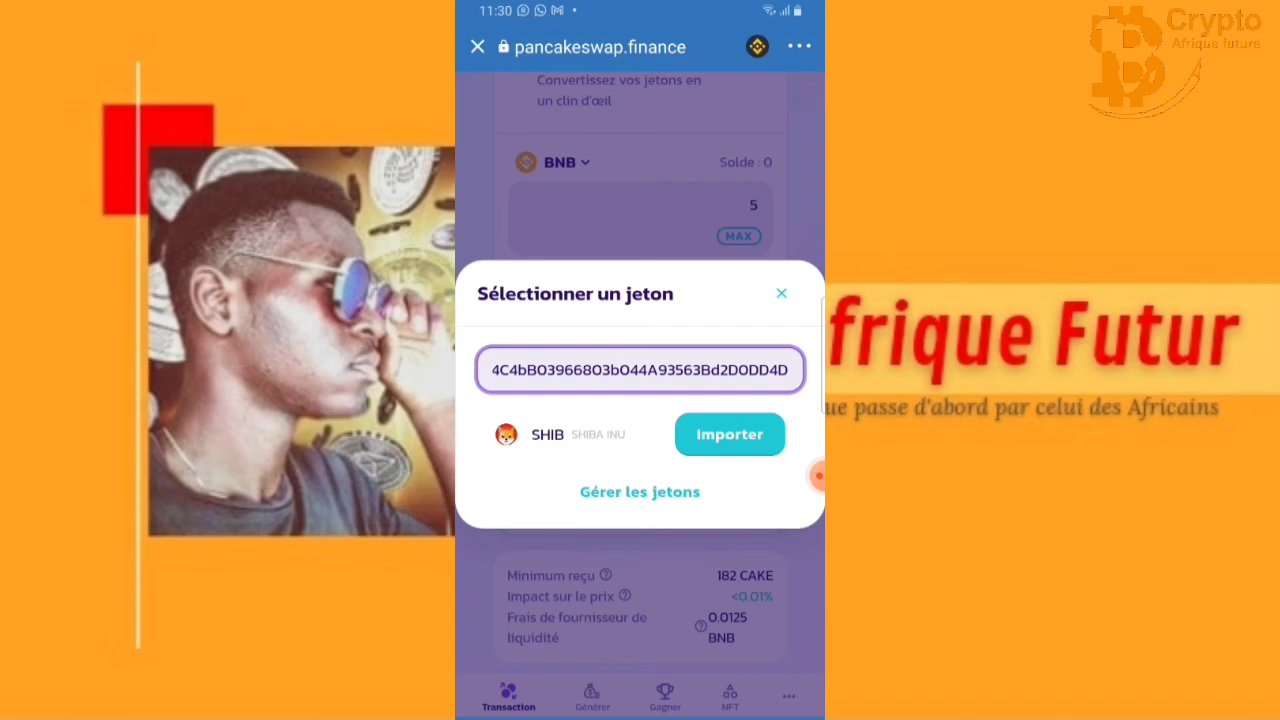 11:30
pancakeswap.finance
Crypto
Afrique future
Convertissez vos jetons en
un clin d'œil
BNB
Solde : 0
5
MAX
Sélectionner un jeton
4C4bB03966803b044A93563Bd2D0DD4D
SHIB SHIBA INU
Importer
Gérer les jetons
frique Futur
ue passe d'abord par celui des Africains
Minimum reçu
182 CAKE
Impact sur le prix
<0.01%
Frais de fournisseur de
liquidité
0.0125
BNB
Transaction
Générer
Gagner
NFT